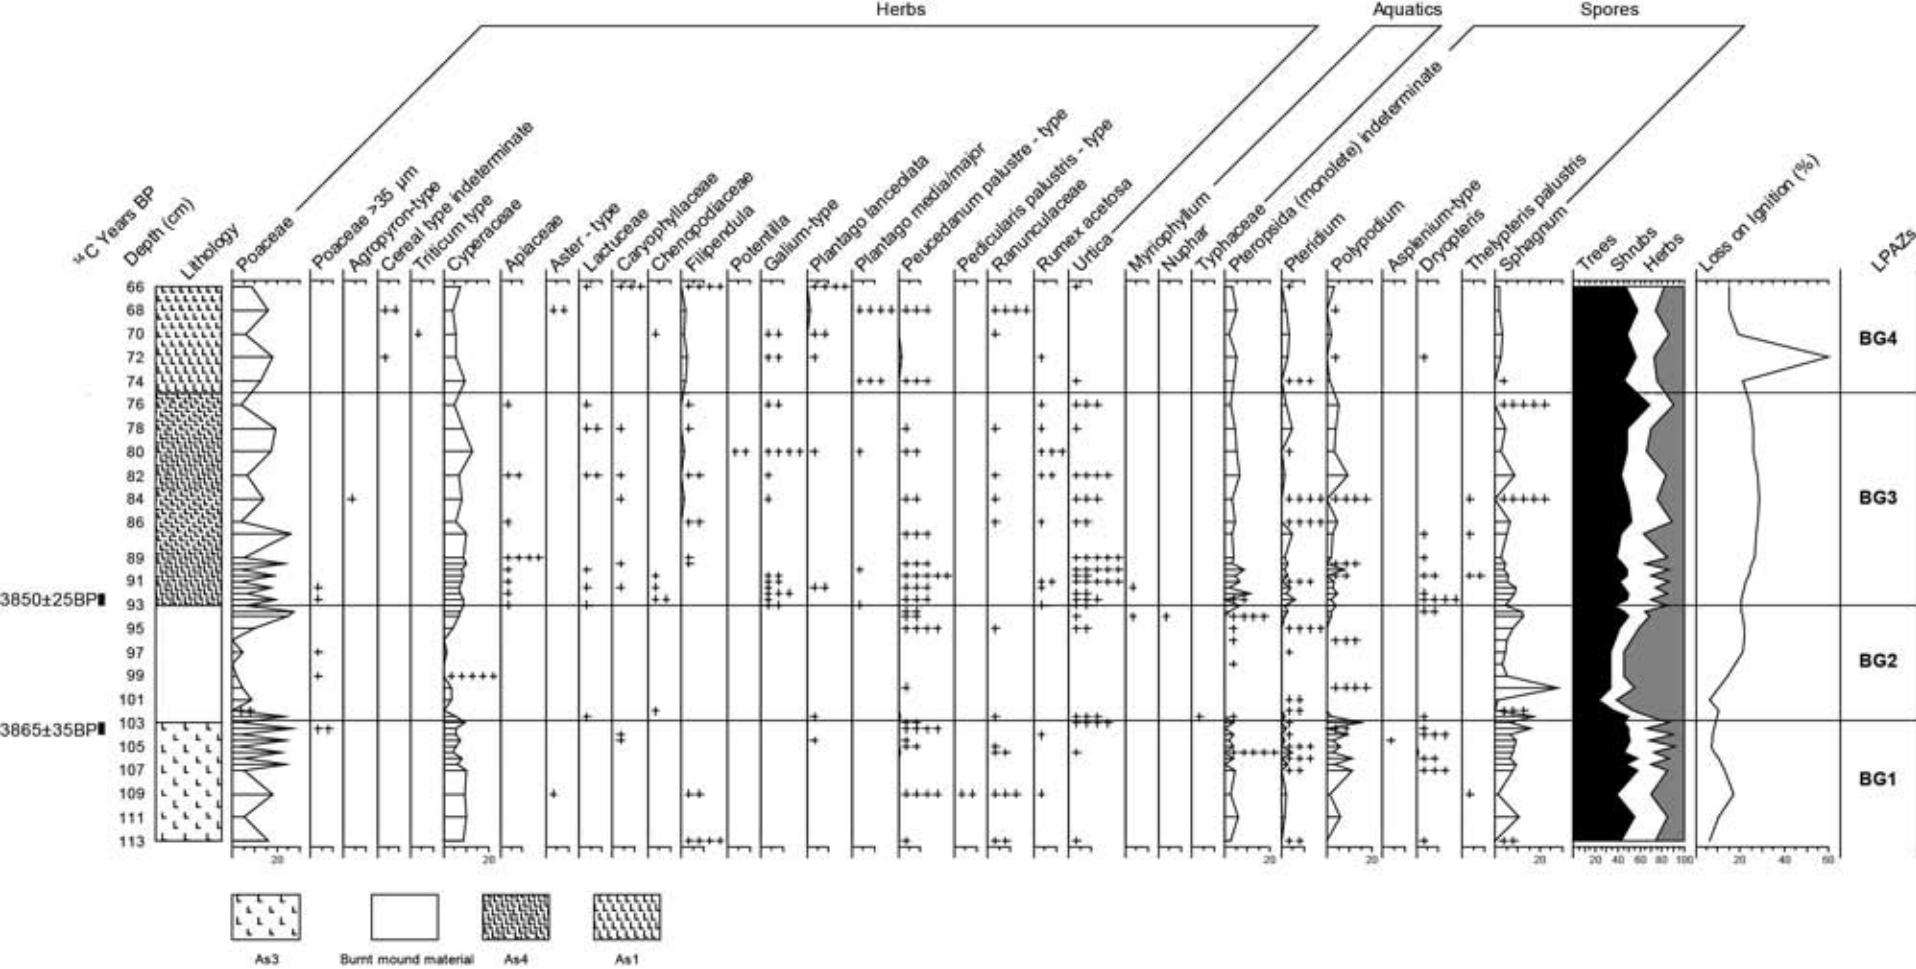 Herbs Aquatics Spores
¹⁴C Years BP
Depth (cm)
Lithology
Poaceae
Poaceae >35 µm
Agropyron-type
Cereal type indeterminate
Triticum type
Cyperaceae
Apiaceae
Aster - type
Lactuceae
Caryophyllaceae
Chenopodiaceae
Filipendula
Potentilla
Galium-type
Plantago lanceolata
Plantago media/major
Peucedanum palustre - type
Pedicularis palustris - type
Ranunculaceae
Rumex acetosa
Urtica
Myriophyllum
Nuphar
Typhaceae
Pteropsida (monolete) indeterminate
Pteridium
Polypodium
Asplenium-type
Dryopteris
Thelypteris palustris
Sphagnum
Trees
Shrubs
Herbs
Loss on Ignition (%)
LPAZs
66
68
70
72
74
76
78
80
82
84
86
89
91
93
95
97
99
101
103
105
107
109
111
113
3850±25BP
3865±35BP
BG4
BG3
BG2
BG1
20 20 20 20 20 20 40 60 80 100 20 40 60
As3 Burnt mound material As4 As1